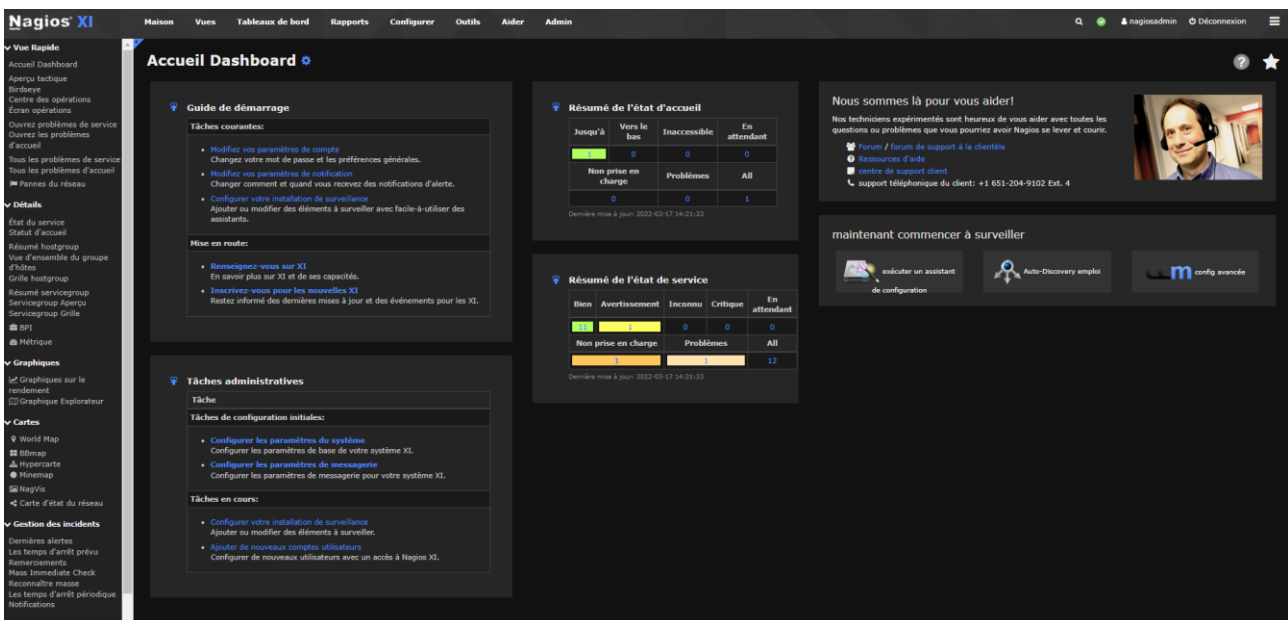 Nagios® XI
Maison Vues Tableaux de bord Rapports Configurer Outils Aider Admin
nagiosadmin Déconnexion
Vue Rapide
Accueil Dashboard
Aperçu tactique
Birdseye
Centre des opérations
Écran opérations
Ouvrez problèmes de service
Ouvrez les problèmes
d'accueil
Tous les problèmes de service
Tous les problèmes d'accueil
Pannes du réseau
Détails
État du service
Statut d'accueil
Résumé hostgroup
Vue d'ensemble du groupe
d'hôtes
Grille hostgroup
Résumé servicegroup
Servicegroup Aperçu
Servicegroup Grille
BPI
Métrique
Graphiques
Graphiques sur le
rendement
Graphique Explorateur
Cartes
World Map
BBmap
Hypercarte
Minemap
NagVis
Carte d'état du réseau
Gestion des incidents
Dernières alertes
Les temps d'arrêt prévu
Remerciements
Mass Immediate Check
Reconnaître masse
Les temps d'arrêt périodique
Notifications
Accueil Dashboard
Guide de démarrage
Tâches courantes:
Modifiez vos paramètres de compte
Changez votre mot de passe et les préférences générales.
Modifiez vos paramètres de notification
Changer comment et quand vous recevez des notifications d'alerte.
Configurer votre installation de surveillance
Ajouter ou modifier des éléments à surveiller avec facile-à-utiliser des
assistants.
Mise en route:
Renseignez-vous sur XI
En savoir plus sur XI et de ses capacités.
Inscrivez-vous pour les nouvelles XI
Restez informé des dernières mises à jour et des événements pour les XI.
Tâches administratives
Tâche
Tâches de configuration initiales:
Configurer les paramètres du système
Configurer les paramètres de base de votre système XI.
Configurer les paramètres de messagerie
Configurer les paramètres de messagerie pour votre système XI.
Tâches en cours:
Configurer votre installation de surveillance
Ajouter ou modifier des éléments à surveiller.
Ajouter de nouveaux comptes utilisateurs
Configurer de nouveaux utilisateurs avec un accès à Nagios XI.
Résumé de l'état d'accueil
Jusqu'à Vers le bas Inaccessible En attendant
1 0 0 0
Non prise en charge Problèmes All
0 0 1
Dernière mise à jour: 2022-03-17 14:21:33
Résumé de l'état de service
Bien Avertissement Inconnu Critique En attendant
11 1 0 0 0
Non prise en charge Problèmes All
1 1 12
Dernière mise à jour: 2022-03-17 14:21:33
Nous sommes là pour vous aider!
Nos techniciens expérimentés sont heureux de vous aider avec toutes les
questions ou problèmes que vous pourriez avoir Nagios se lever et courir.
Forum / forum de support à la clientèle
Ressources d'aide
centre de support client
support téléphonique du client: +1 651-204-9102 Ext. 4
maintenant commencer à surveiller
exécuter un assistant
de configuration
Auto-Discovery emploi
ccm config avancée